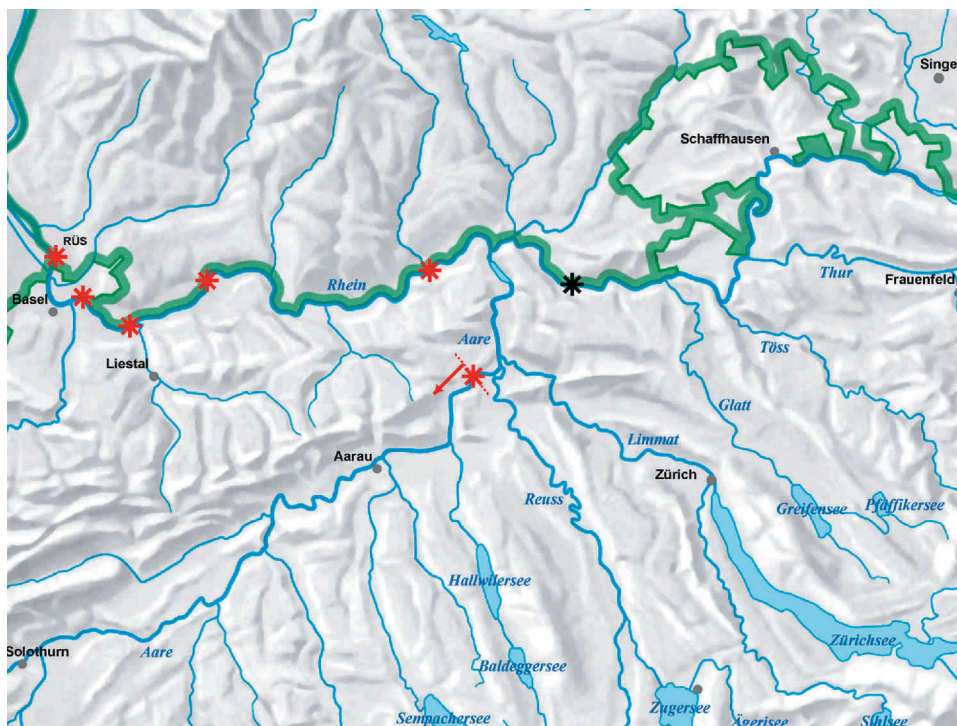 Singe
Schaffhausen
RÜS
Thur
Rhein
Frauenfeld
Basel
Aare
Töss
Liestal
Glatt
Limmat
Aarau
Zürich
Reuss
Greifensee
Pfäffikersee
Hallwilersee
Zürichsee
Solothurn
Aare
Baldeggersee
Zugersee
Sempachersee
Ägerisee
Sihlsee